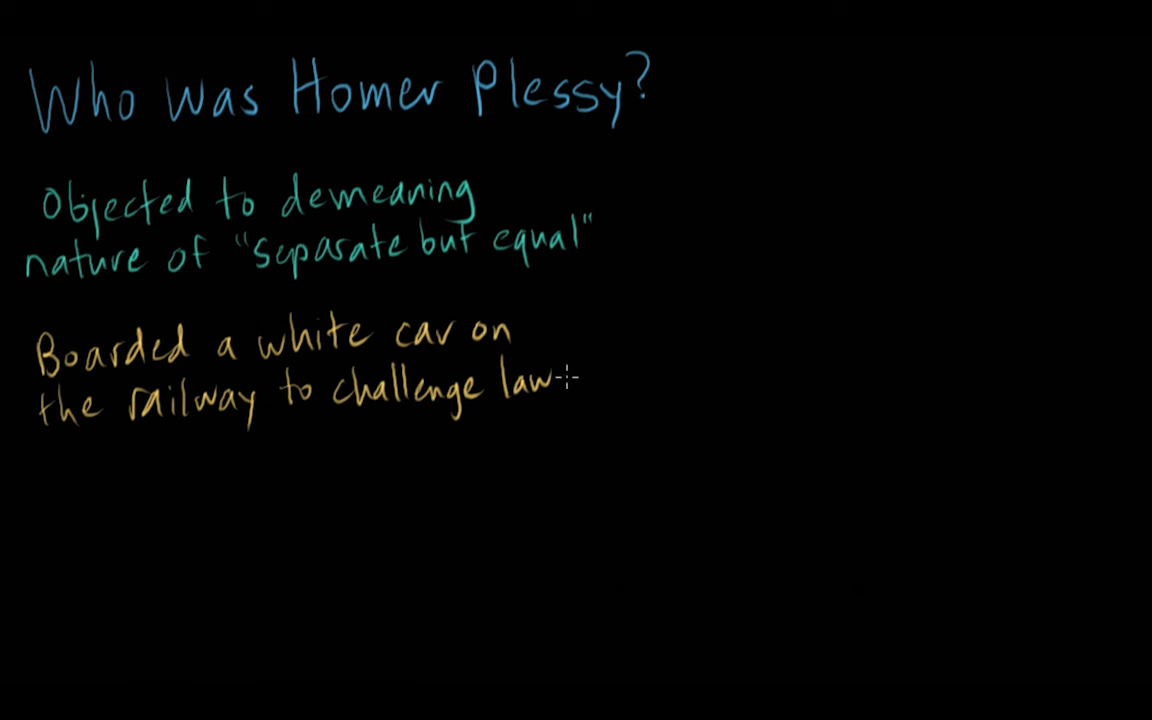 Who Was Homer Plessy?
Objected to demeaning
nature of "separate but equal"
Boarded a white car on
the railway to challenge law